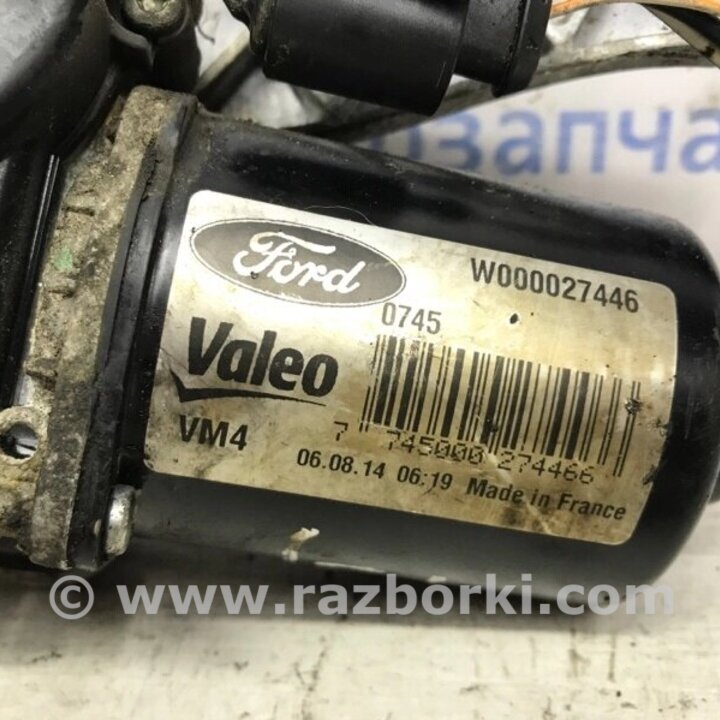 озапча
Ford
W000027446
0745
Valeo
VM4
7 745000 274466
06.08.14 06:19 Made in France
© www.razborki.com